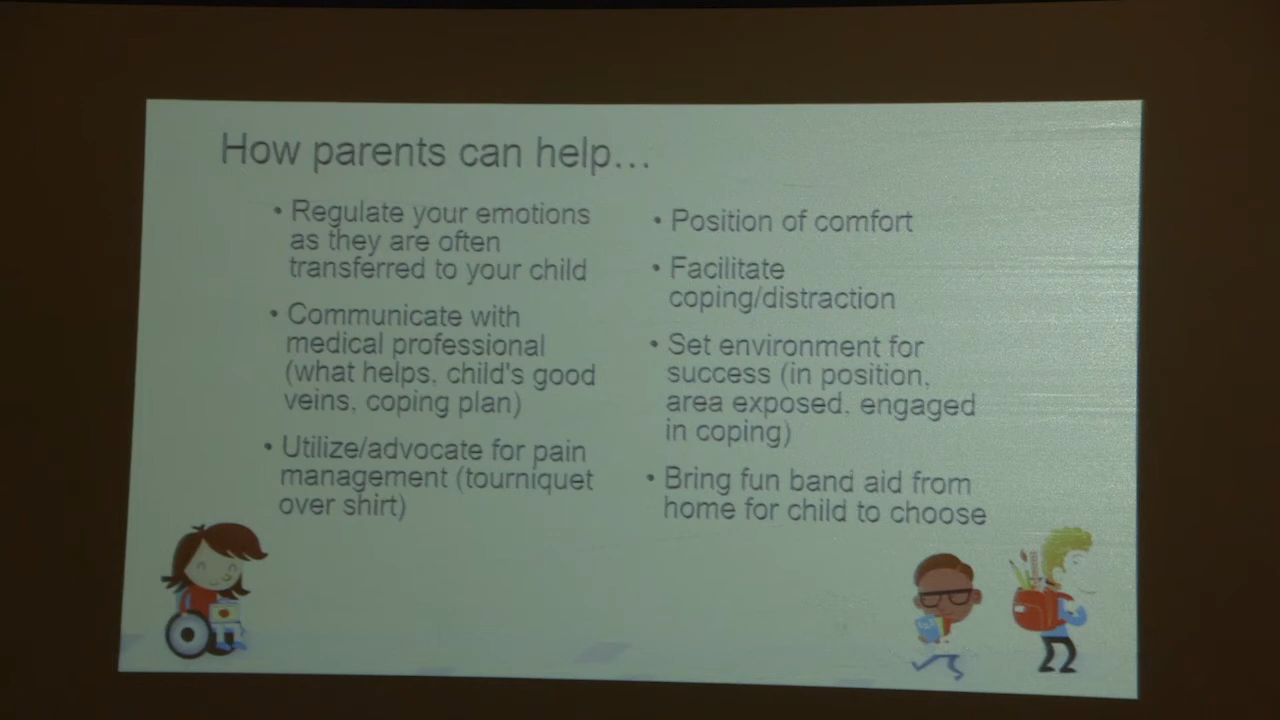 How parents can help...
• Regulate your emotions
as they are often
transferred to your child
• Communicate with
medical professional
(what helps, child's good
veins, coping plan)
• Utilize/advocate for pain
management (tourniquet
over shirt)
• Position of comfort
• Facilitate
coping/distraction
• Set environment for
success (in position,
area exposed, engaged
in coping)
• Bring fun band aid from
home for child to choose